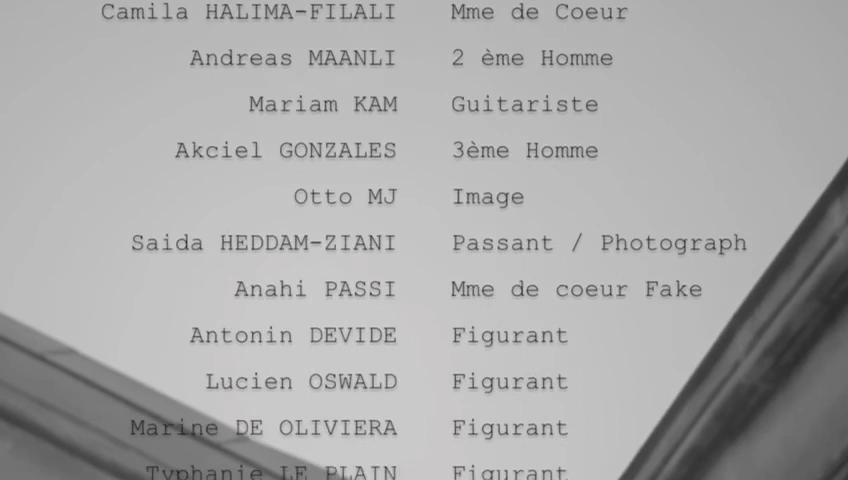 Camila HALIMA-FILALI Mme de Coeur
Andreas MAANLI 2 ème Homme
Mariam KAM Guitariste
Akciel GONZALES 3ème Homme
Otto MJ Image
Saida HEDDAM-ZIANI Passant / Photograph
Anahi PASSI Mme de coeur Fake
Antonin DEVIDE Figurant
Lucien OSWALD Figurant
Marine DE OLIVIERA Figurant
Typhanie LE PLAIN Figurant